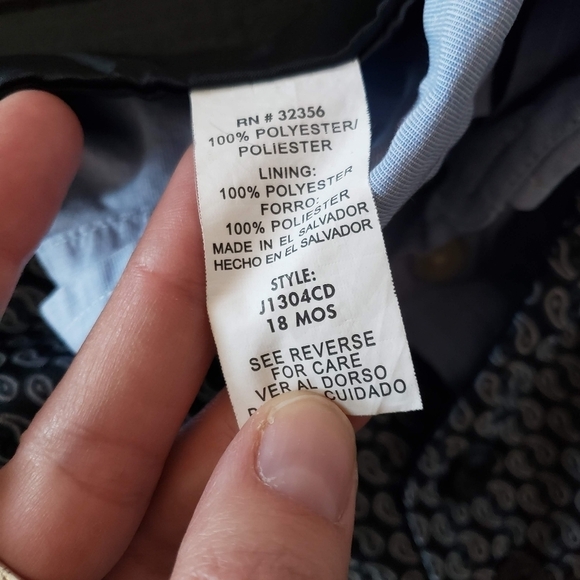 RN # 32356
100% POLYESTER/
POLIESTER
LINING:
100% POLYESTER
FORRO:
100% POLIESTER
MADE IN EL SALVADOR
HECHO EN EL SALVADOR
STYLE:
J1304CD
18 MOS
SEE REVERSE
FOR CARE
VER AL DORSO
CUIDADO